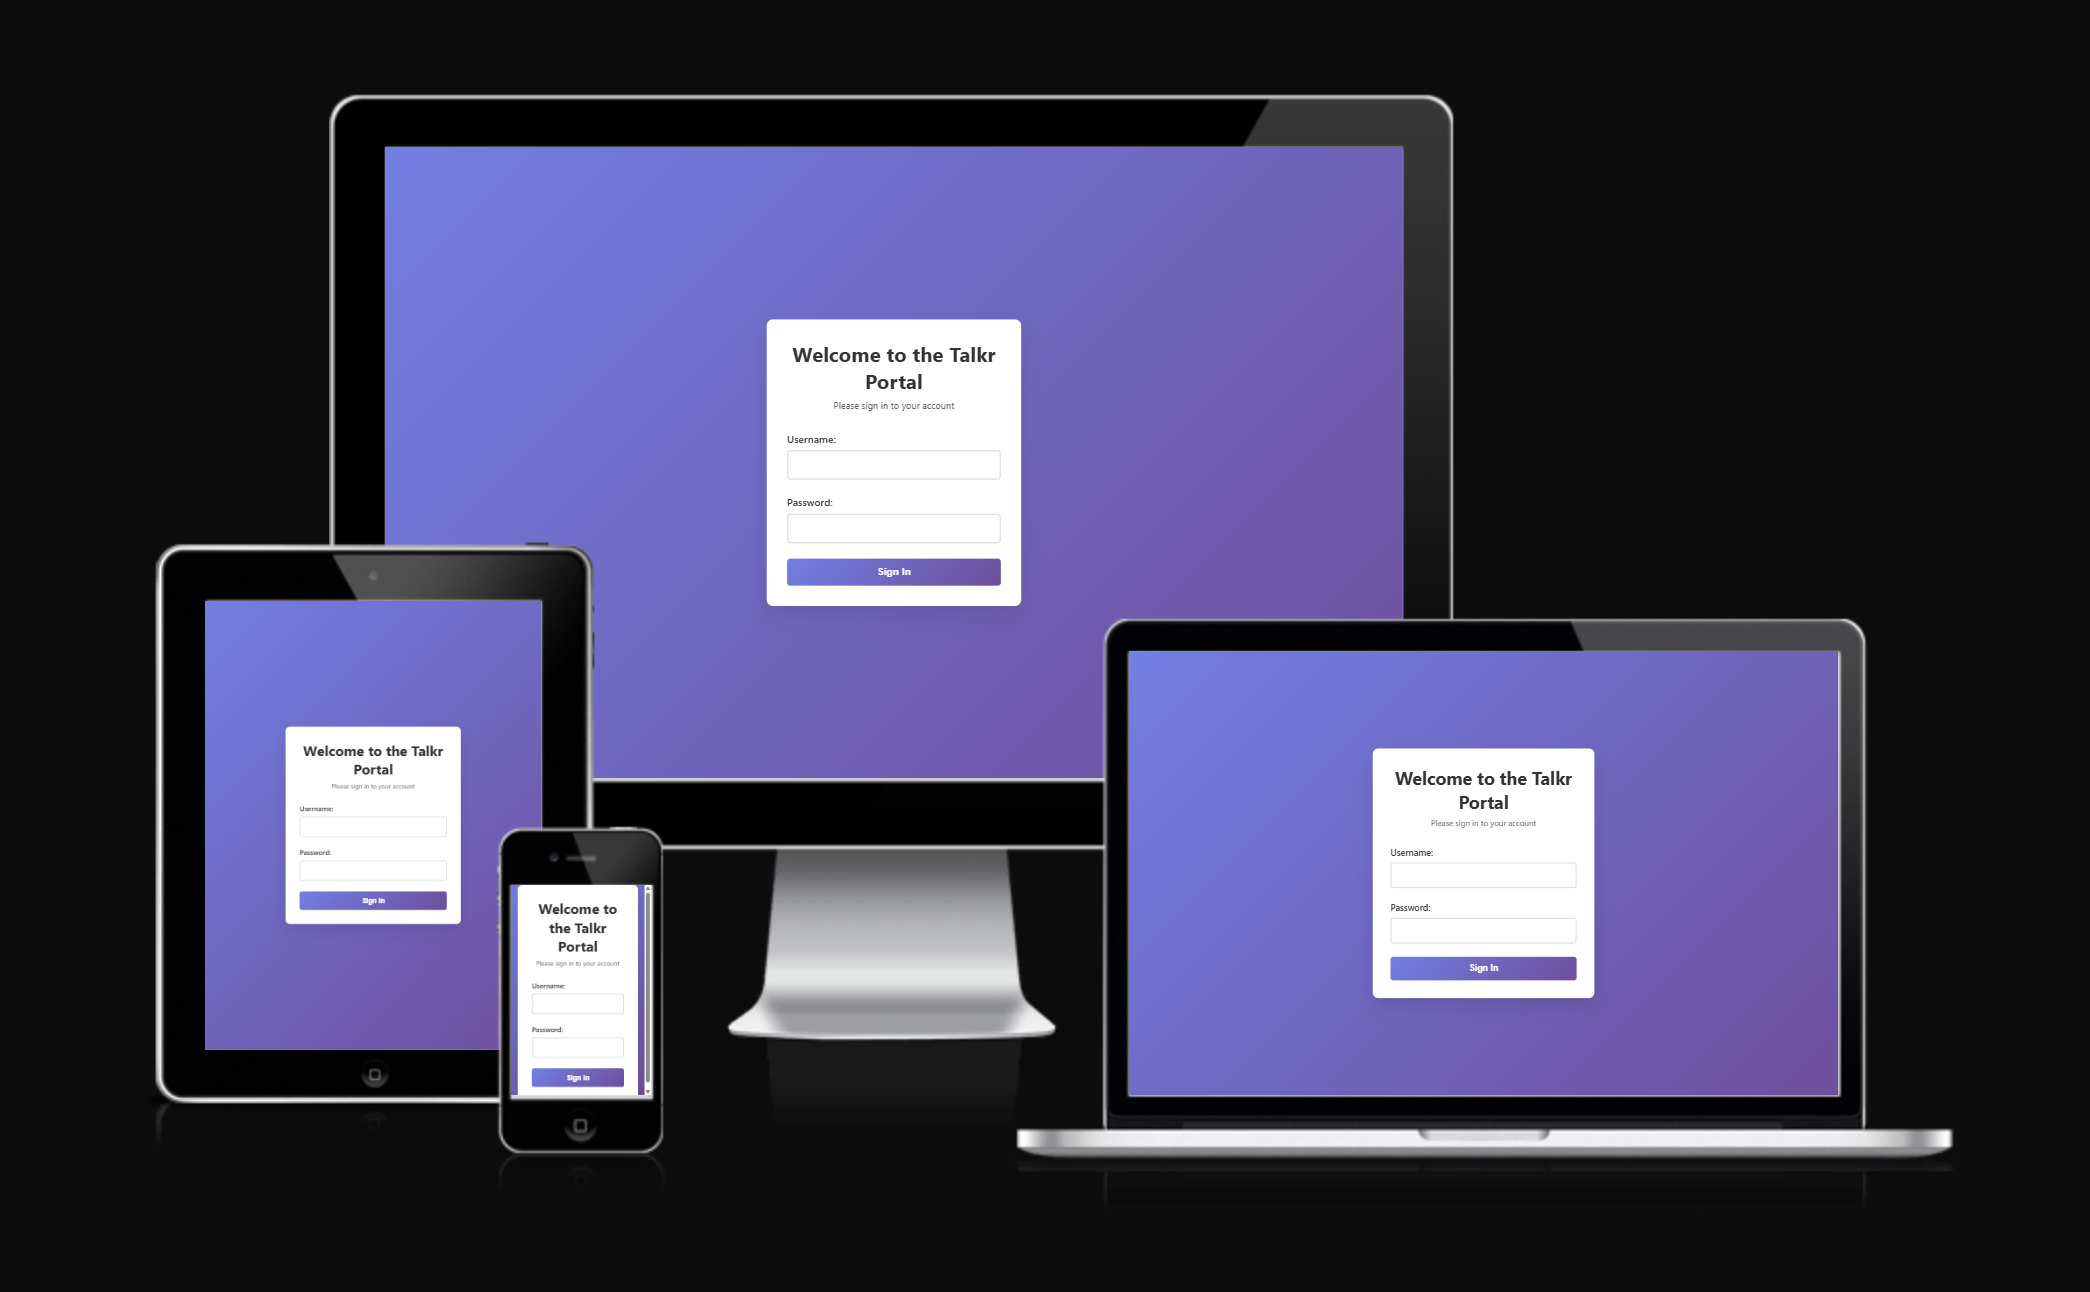 Welcome to the Talkr
Portal
Please sign in to your account
Username:
Password:
Sign In
Welcome to the Talkr
Portal
Please sign in to your account
Username:
Password:
Sign In
Welcome to
the Talkr
Portal
Please sign in to your account
Username:
Password:
Sign In
Welcome to the Talkr
Portal
Please sign in to your account
Username:
Password:
Sign In